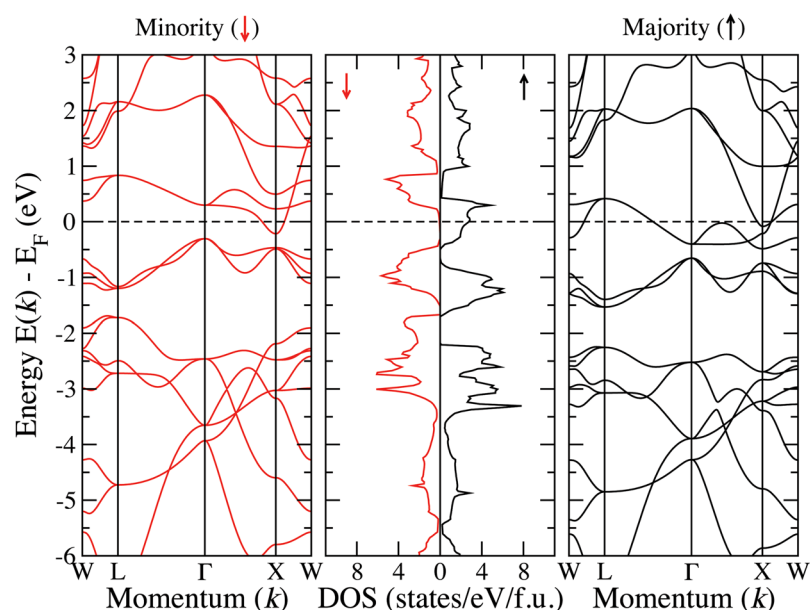 Minority (↓)
Majority (↑)
Energy E(k) - E_F (eV)
3
2
1
0
-1
-2
-3
-4
-5
-6
W L Γ X W
8 4 0 4 8
W L Γ X W
Momentum (k)
DOS (states/eV/f.u.)
Momentum (k)